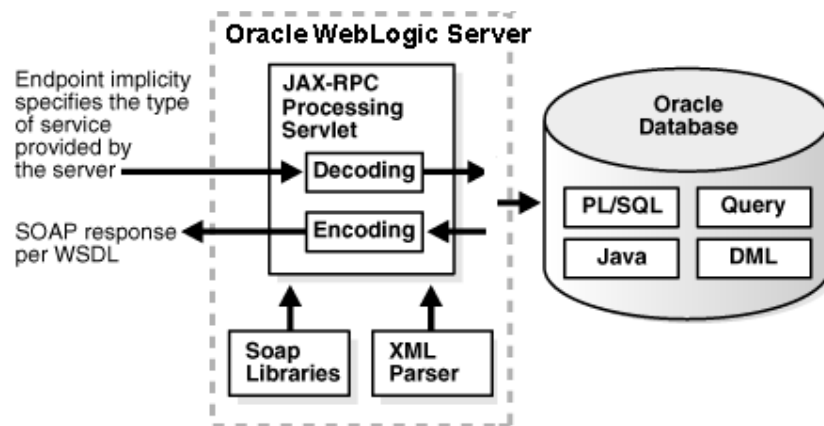 Oracle WebLogic Server
Endpoint implicity
specifies the type
of service
provided by
the server
JAX-RPC
Processing
Servlet
Decoding
Encoding
SOAP response
per WSDL
Soap
Libraries
XML
Parser
Oracle
Database
PL/SQL
Query
Java
DML